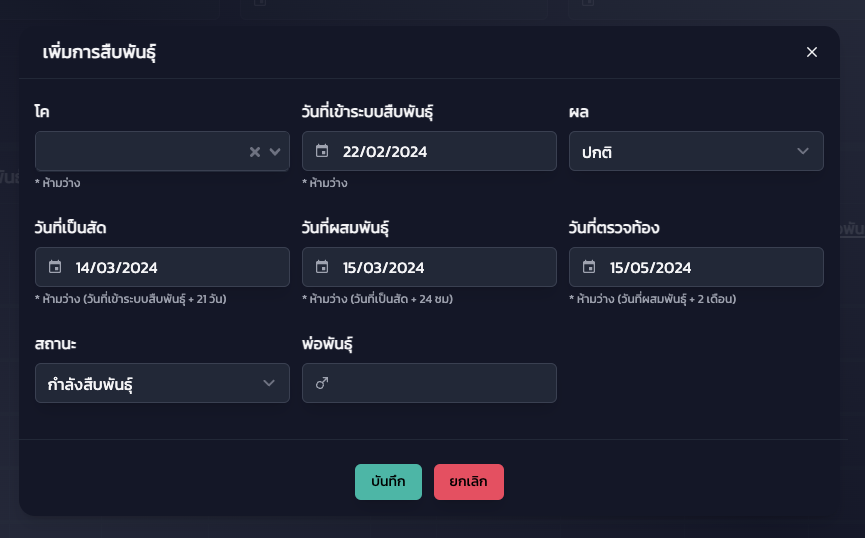 เพิ่มการสืบพันธุ์
โค วันที่เข้าระบบสืบพันธุ์ ผล
22/02/2024 ปกติ
* ห้ามว่าง * ห้ามว่าง
วันที่เป็นสัด วันที่ผสมพันธุ์ วันที่ตรวจท้อง
14/03/2024 15/03/2024 15/05/2024
* ห้ามว่าง (วันที่เข้าระบบสืบพันธุ์ + 21 วัน) * ห้ามว่าง (วันที่เป็นสัด + 24 ชม) * ห้ามว่าง (วันที่ผสมพันธุ์ + 2 เดือน)
สถานะ พ่อพันธุ์
กำลังสืบพันธุ์
บันทึก ยกเลิก